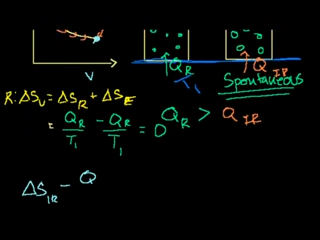 V
Q_R
Q_IR
T_1
Spontaneous
R: ΔS_U = ΔS_R + ΔS_E
= Q_R/T_1 - Q_R/T_1 = 0
Q_R > Q_IR
ΔS_IR - Q